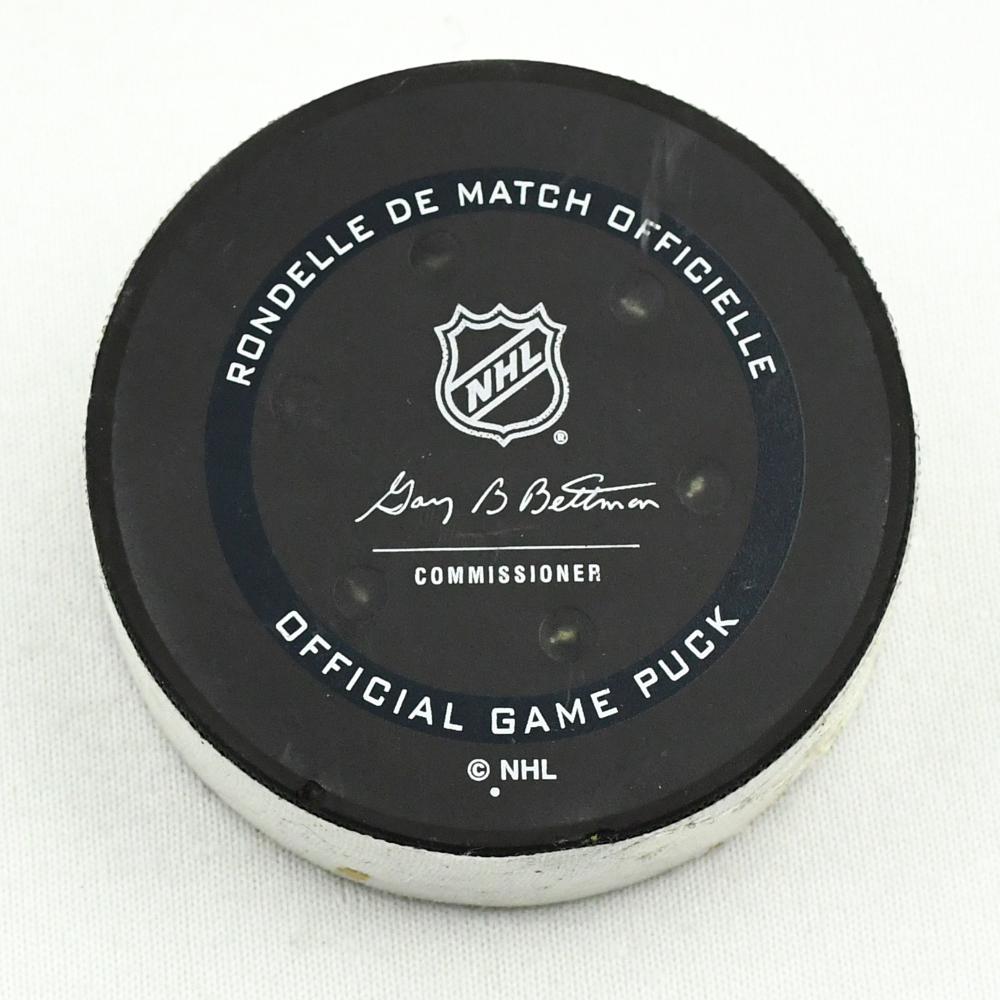 RONDELLE DE MATCH OFFICIELLE
NHL
®
Gary B Bettman
COMMISSIONER
OFFICIAL GAME PUCK
© NHL